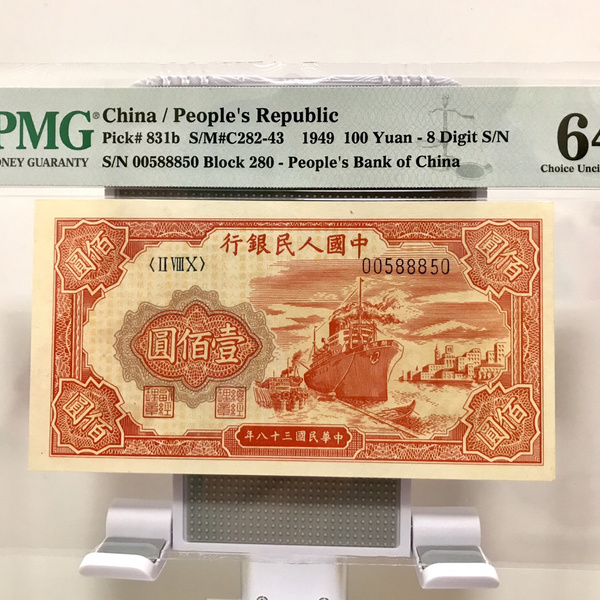 PMG
MONEY GUARANTY
China / People's Republic
Pick# 831b S/M#C282-43 1949 100 Yuan - 8 Digit S/N
S/N 00588850 Block 280 - People's Bank of China
64
Choice Unci
行銀民人國中
〈II VIII X〉
00588850
圓佰
圓佰
圓佰壹
圓佰
圓佰
年八十三國民華中